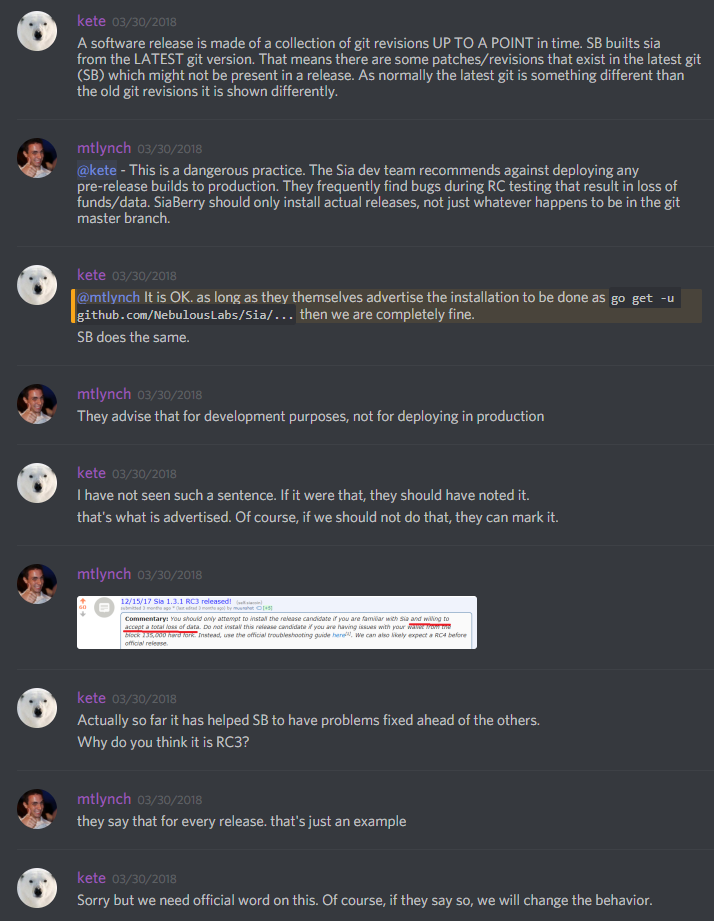 kete 03/30/2018
A software release is made of a collection of git revisions UP TO A POINT in time. SB builts sia
from the LATEST git version. That means there are some patches/revisions that exist in the latest git
(SB) which might not be present in a release. As normally the latest git is something different than
the old git revisions it is shown differently.
mtlynch 03/30/2018
@kete - This is a dangerous practice. The Sia dev team recommends against deploying any
pre-release builds to production. They frequently find bugs during RC testing that result in loss of
funds/data. SiaBerry should only install actual releases, not just whatever happens to be in the git
master branch.
kete 03/30/2018
@mtlynch It is OK. as long as they themselves advertise the installation to be done as go get -u
github.com/NebulousLabs/Sia/... then we are completely fine.
SB does the same.
mtlynch 03/30/2018
They advise that for development purposes, not for deploying in production
kete 03/30/2018
I have not seen such a sentence. If it were that, they should have noted it.
that's what is advertised. Of course, if we should not do that, they can mark it.
mtlynch 03/30/2018
12/15/17 Sia 1.3.1 RC3 released! (self.siacoin)
60
submitted 3 months ago * (last edited 3 months ago) by
Commentary: You should only attempt to install the release candidate if you are familiar with Sia and willing to
accept a total loss of data. Do not install this release candidate if you are having issues with your wallet from the
block 135,000 hard fork. Instead, use the official troubleshooting guide here. We can also likely expect a RC4 before
official release.
kete 03/30/2018
Actually so far it has helped SB to have problems fixed ahead of the others.
Why do you think it is RC3?
mtlynch 03/30/2018
they say that for every release. that's just an example
kete 03/30/2018
Sorry but we need official word on this. Of course, if they say so, we will change the behavior.